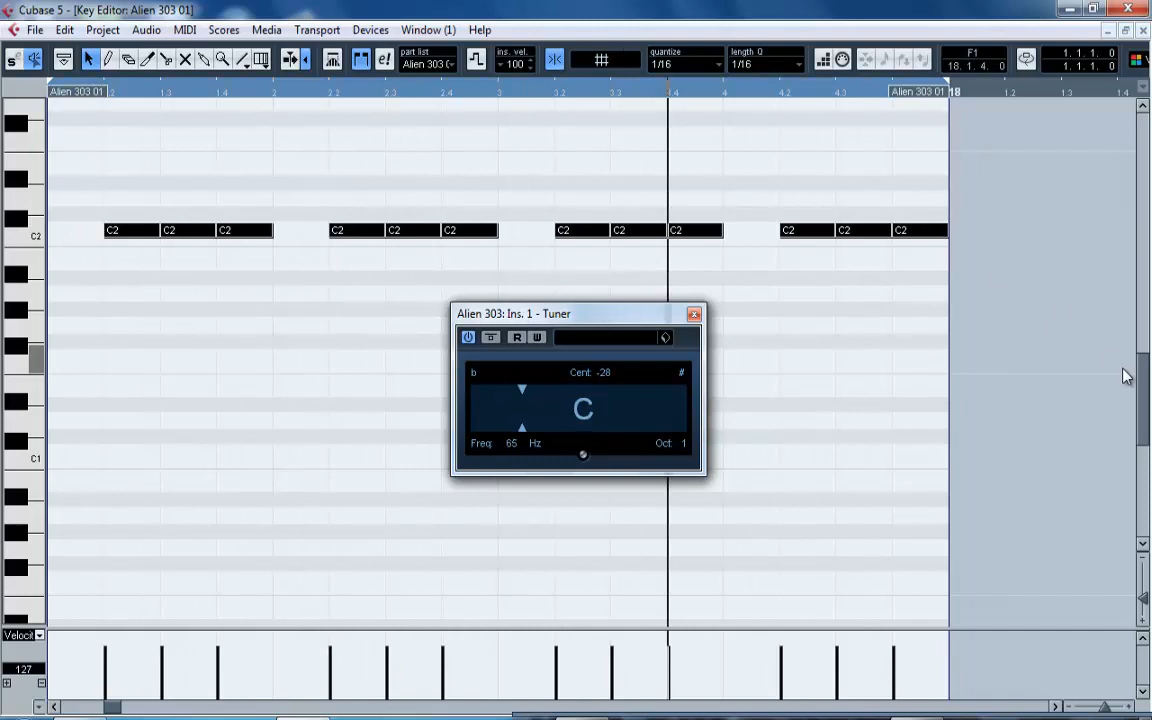 Cubase 5 - [Key Editor: Alien 303 01]
File Edit Project Audio MIDI Scores Media Transport Devices Window (1) Help
part list ins. vel. quantize length Q F1 1. 1. 1. 0
Alien 303 (- 100 1/16 1/16 18. 1. 4. 0 1. 1. 1. 0
Alien 303 01 .2 1.3 1.4 2 2.2 2.3 2.4 3 3.2 3.3 3.4 4 4.2 4.3 Alien 303 01 18 1.2 1.3 1.4
C2 C2 C2 C2 C2 C2 C2 C2 C2 C2 C2 C2
C2
Alien 303: Ins. 1 - Tuner
R W
b Cent: -28 #
C
Freq: 65 Hz Oct: 1
C1
Velocit
127